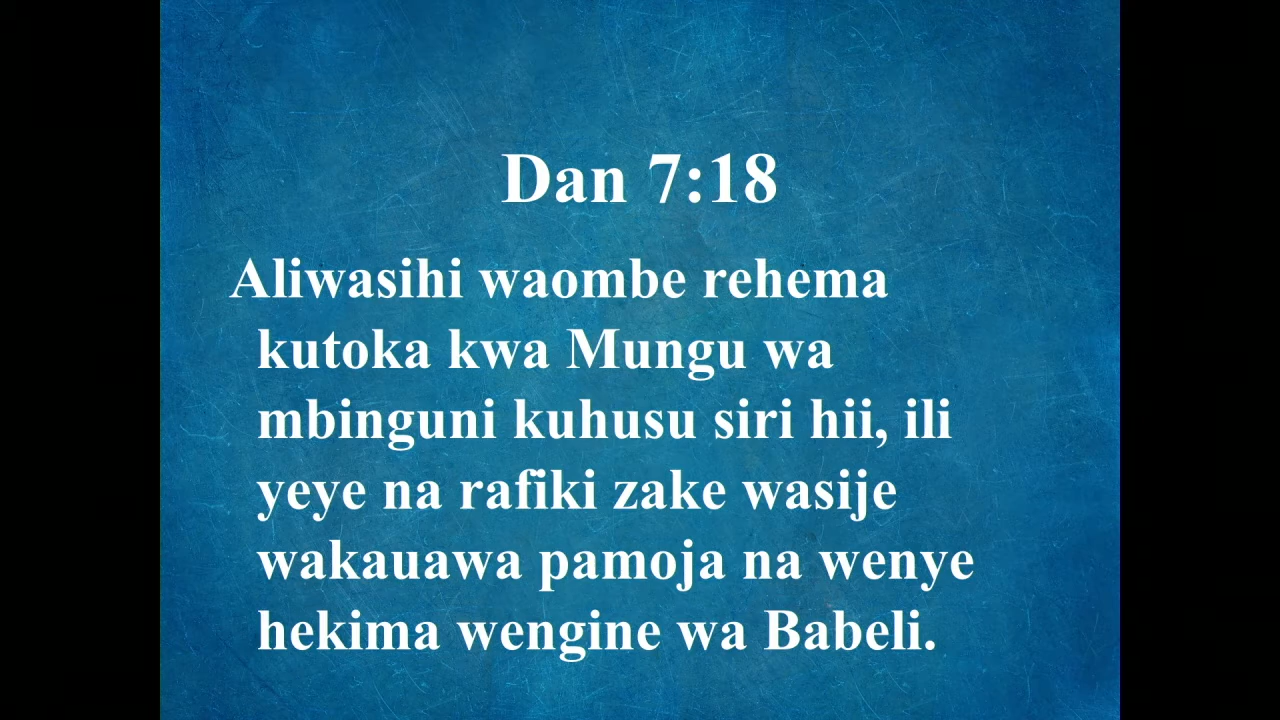 Dan 7:18
Aliwasihi waombe rehema
kutoka kwa Mungu wa
mbinguni kuhusu siri hii, ili
yeye na rafiki zake wasije
wakauawa pamoja na wenye
hekima wengine wa Babeli.